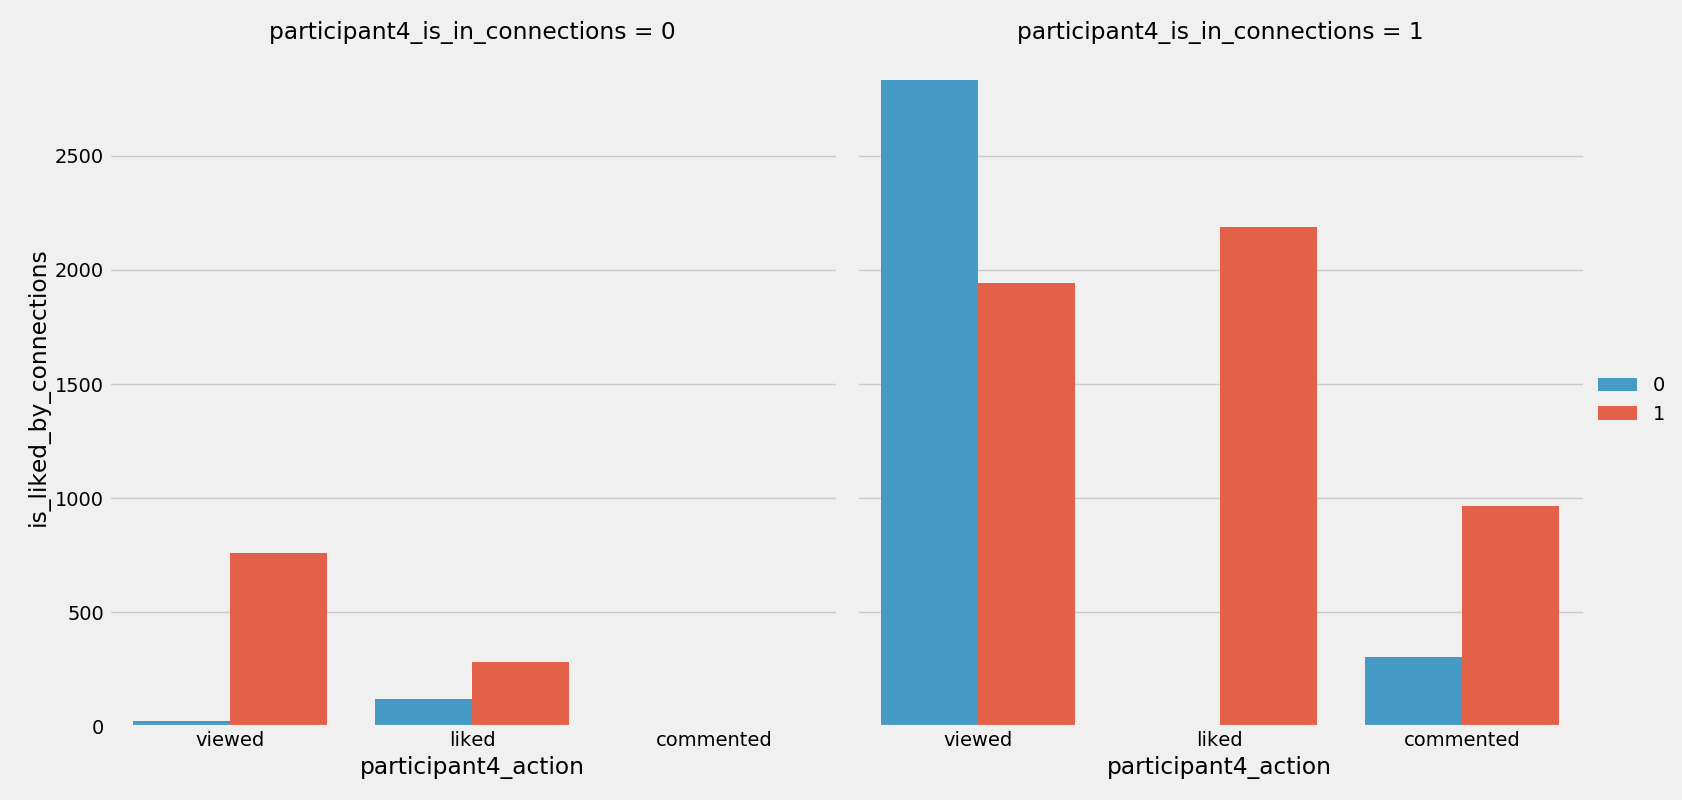 participant4_is_in_connections = 0
participant4_is_in_connections = 1
is_liked_by_connections
2500
2000
1500
1000
500
0
viewed
liked
commented
participant4_action
viewed
liked
commented
participant4_action
0
1